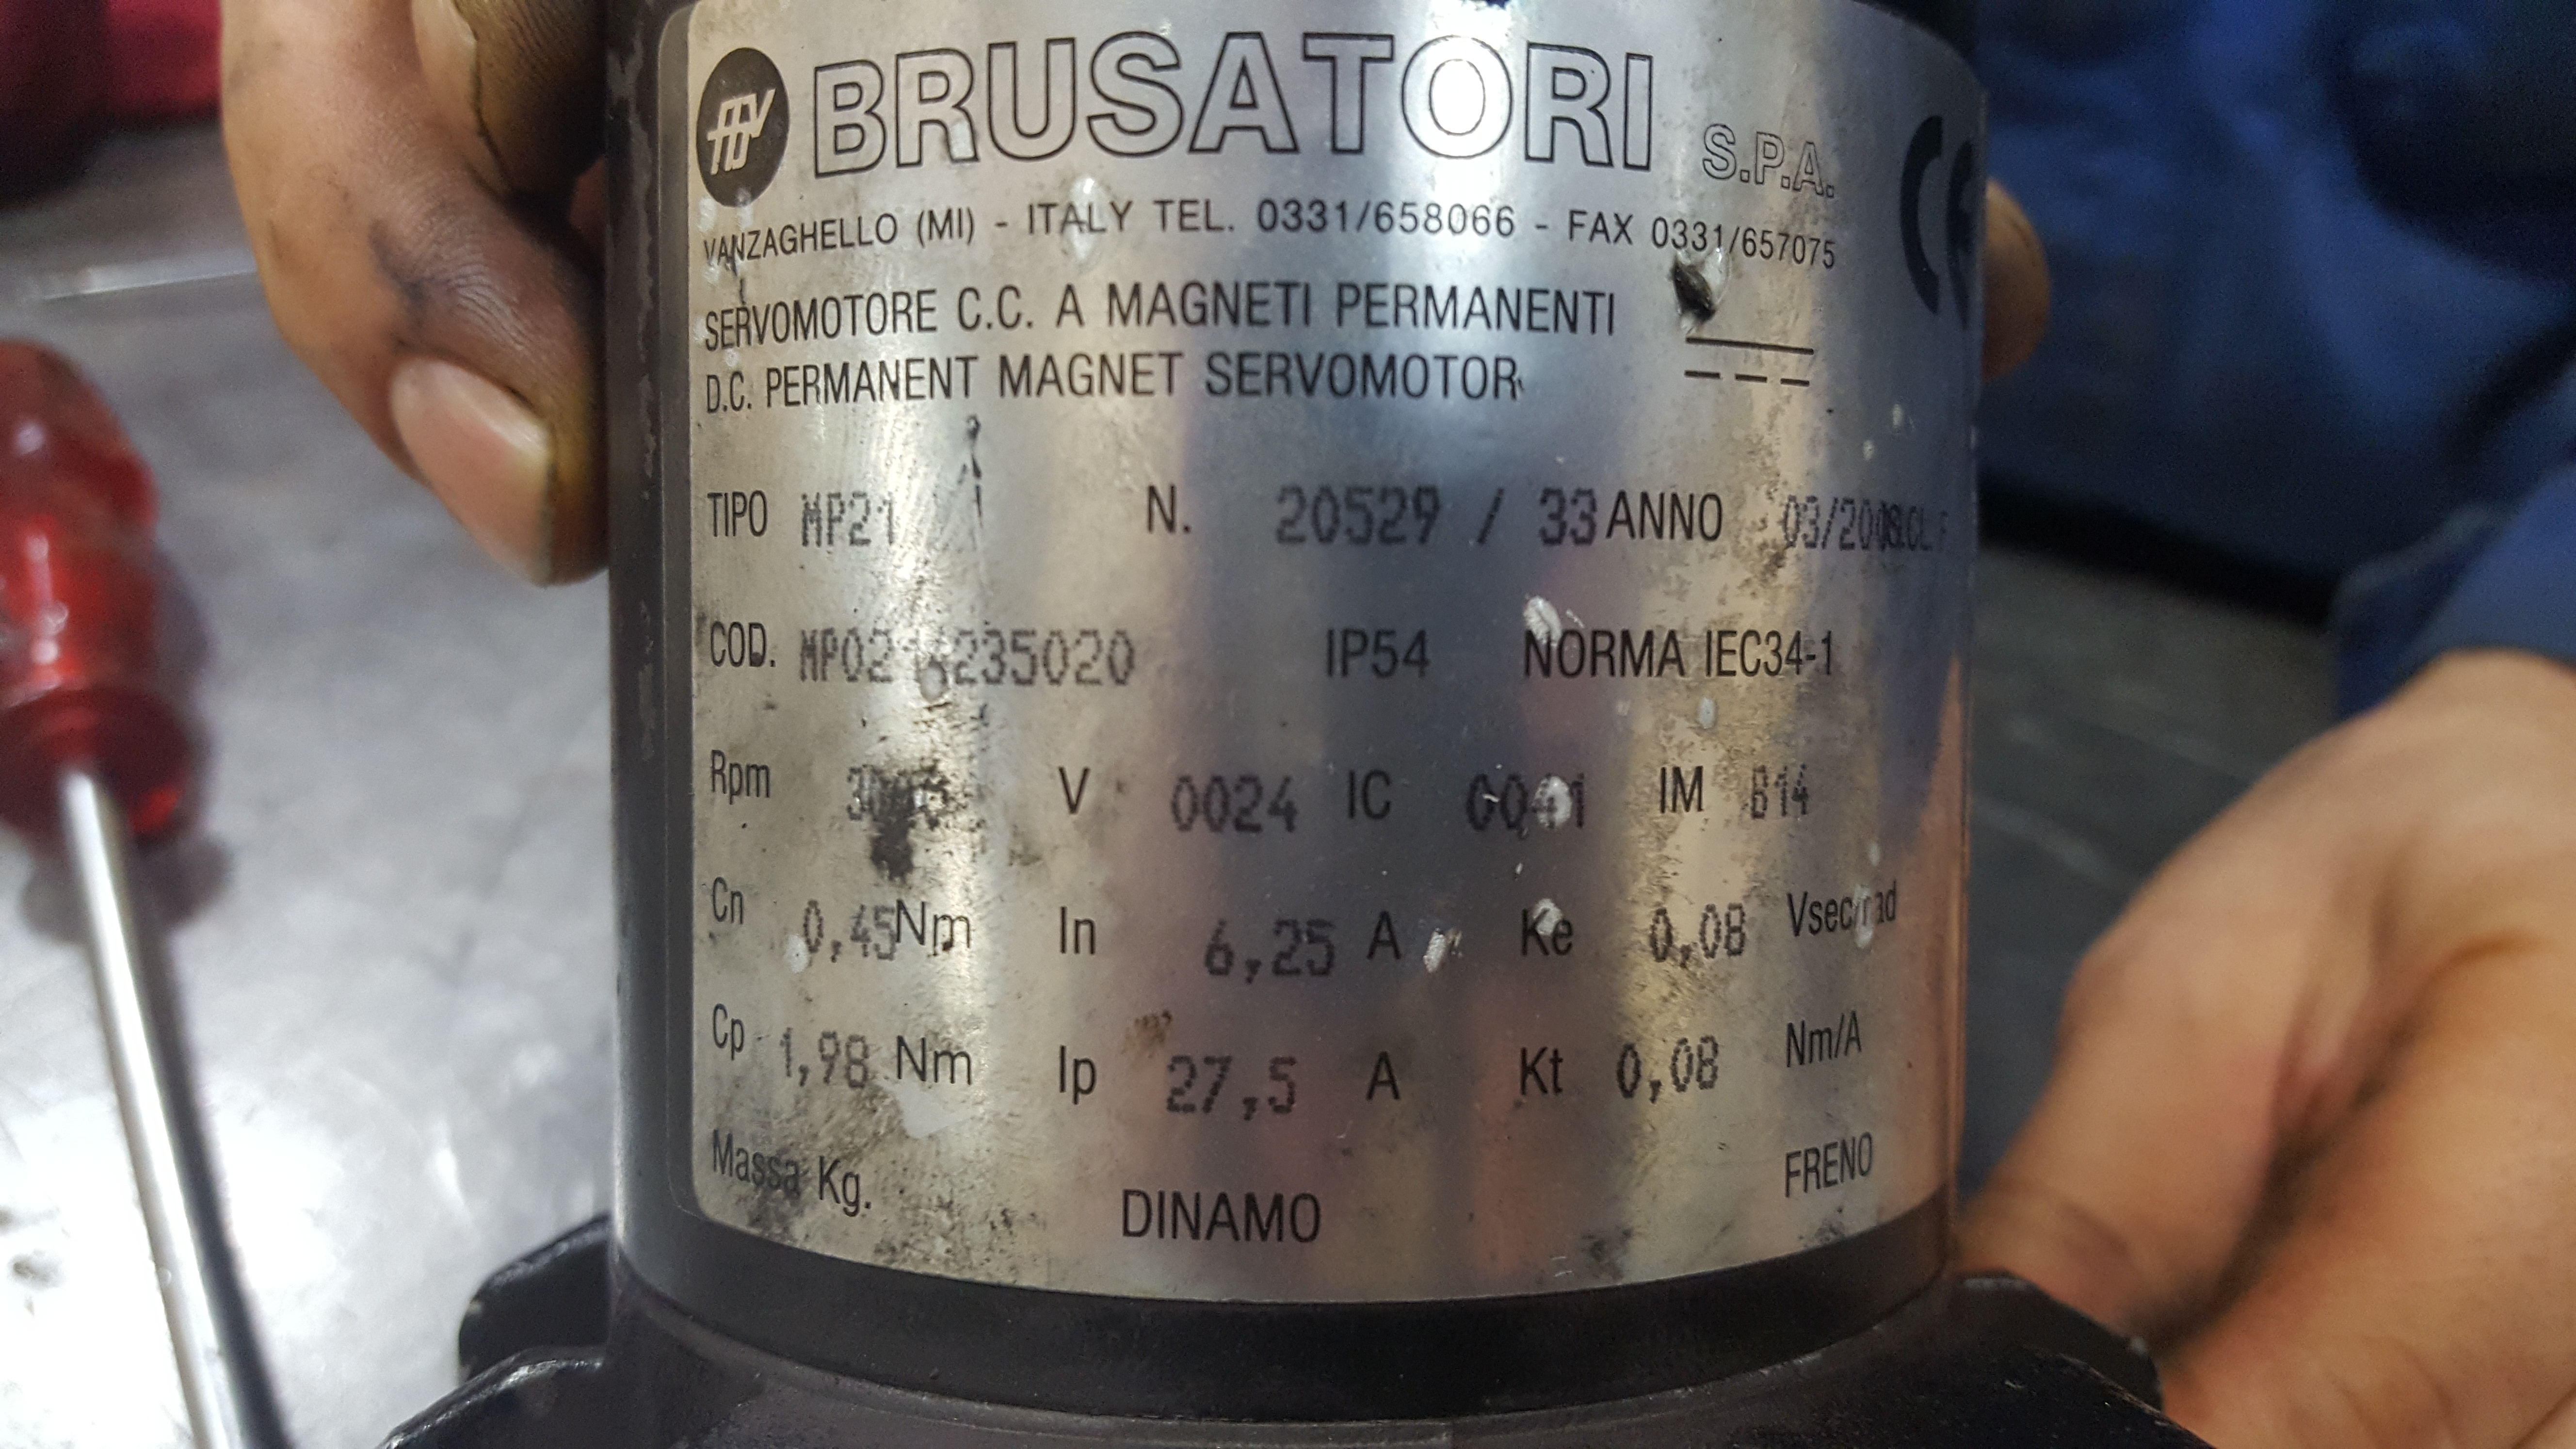 BRUSATORI S.P.A.
VANZAGHELLO (MI) - ITALY TEL. 0331/658066 - FAX 0331/657075
SERVOMOTORE C.C. A MAGNETI PERMANENTI
D.C. PERMANENT MAGNET SERVOMOTOR
TIPO MP21 N. 20529 / 33 ANNO
COD. IP54 NORMA IEC34-1
Rpm V 0024 IC 0041 IM B14
Cn 0,45 Nm In 6,25 A Ke 0,08 Vsec/rad
Cp 1,98 Nm Ip 27,5 A Kt 0,08 Nm/A
Massa Kg. DINAMO FRENO